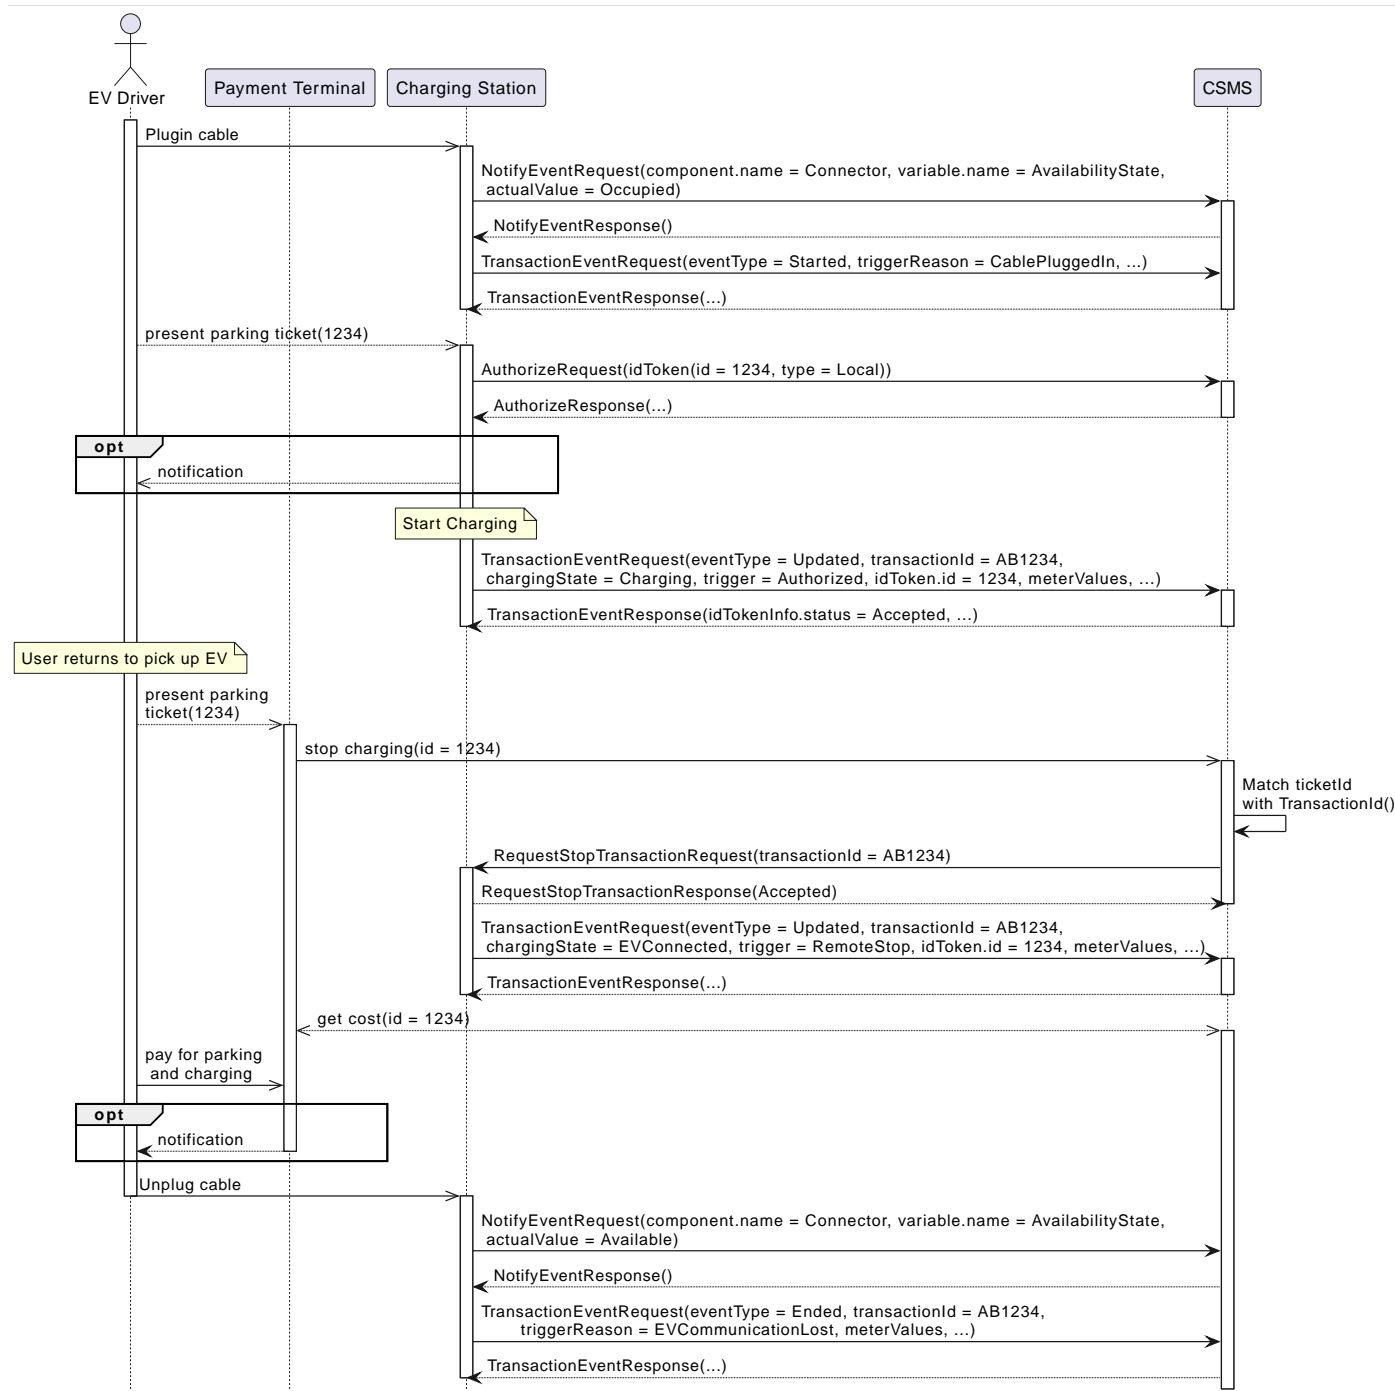 EV Driver
Payment Terminal
Charging Station
CSMS
Plugin cable
NotifyEventRequest(component.name = Connector, variable.name = AvailabilityState,
actualValue = Occupied)
NotifyEventResponse()
TransactionEventRequest(eventType = Started, triggerReason = CablePluggedIn, ...)
TransactionEventResponse(...)
present parking ticket(1234)
AuthorizeRequest(idToken(id = 1234, type = Local))
AuthorizeResponse(...)
opt
notification
Start Charging
TransactionEventRequest(eventType = Updated, transactionId = AB1234,
chargingState = Charging, trigger = Authorized, idToken.id = 1234, meterValues, ...)
TransactionEventResponse(idTokenInfo.status = Accepted, ...)
User returns to pick up EV
present parking
ticket(1234)
stop charging(id = 1234)
Match ticketId
with TransactionId()
RequestStopTransactionRequest(transactionId = AB1234)
RequestStopTransactionResponse(Accepted)
TransactionEventRequest(eventType = Updated, transactionId = AB1234,
chargingState = EVConnected, trigger = RemoteStop, idToken.id = 1234, meterValues, ...)
TransactionEventResponse(...)
get cost(id = 1234)
pay for parking
and charging
opt
notification
Unplug cable
NotifyEventRequest(component.name = Connector, variable.name = AvailabilityState,
actualValue = Available)
NotifyEventResponse()
TransactionEventRequest(eventType = Ended, transactionId = AB1234,
triggerReason = EVCommunicationLost, meterValues, ...)
TransactionEventResponse(...)